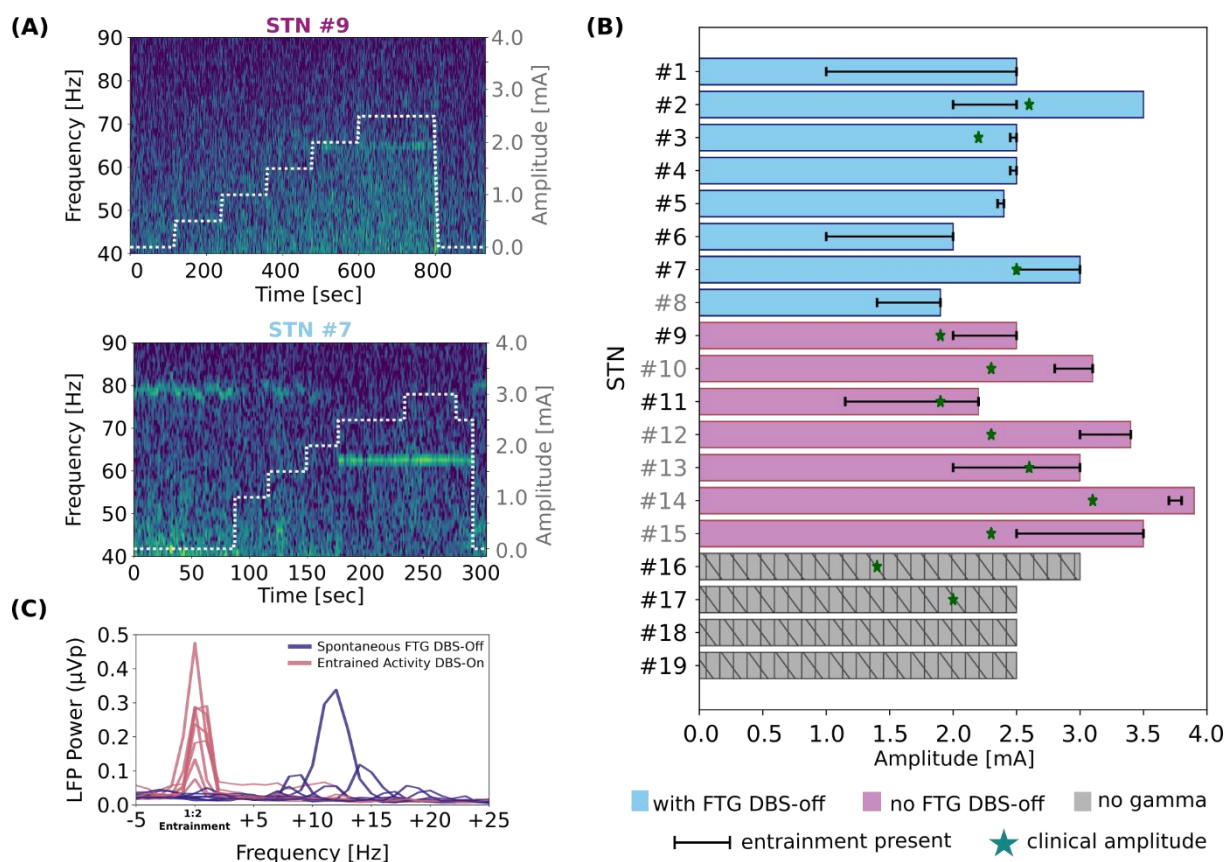 (A)
STN #9
90
80
70
60
50
40
Frequency [Hz]
4.0
3.0
2.0
1.0
0.0
Amplitude [mA]
0 200 400 600 800
Time [sec]
STN #7
90
80
70
60
50
40
Frequency [Hz]
4.0
3.0
2.0
1.0
0.0
Amplitude [mA]
0 50 100 150 200 250 300
Time [sec]
(C)
0.5
0.4
0.3
0.2
0.1
0.0
LFP Power (µVp)
Spontaneous FTG DBS-Off
Entrained Activity DBS-On
-5 1:2 +5 +10 +15 +20 +25
Entrainment
Frequency [Hz]
(B)
STN
#1
#2
#3
#4
#5
#6
#7
#8
#9
#10
#11
#12
#13
#14
#15
#16
#17
#18
#19
0.0 0.5 1.0 1.5 2.0 2.5 3.0 3.5 4.0
Amplitude [mA]
with FTG DBS-off no FTG DBS-off no gamma
entrainment present clinical amplitude